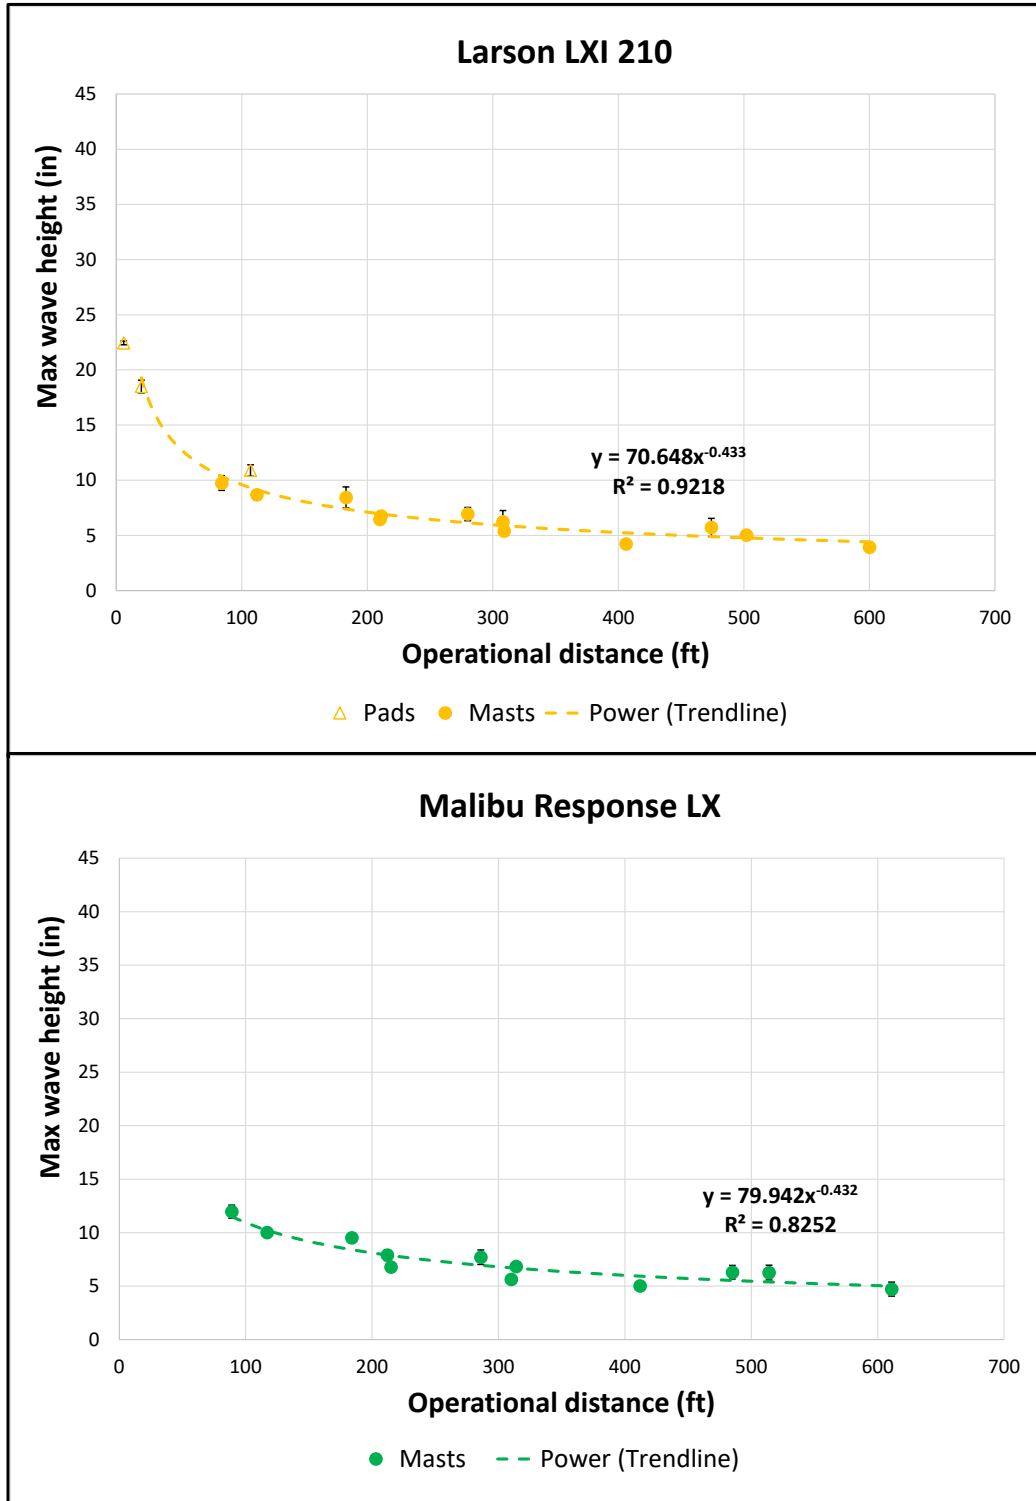 Larson LXI 210
Max wave height (in)
45
40
35
30
25
20
15
10
5
0
y = 70.648x^-0.433
R² = 0.9218
0 100 200 300 400 500 600 700
Operational distance (ft)
Pads Masts Power (Trendline)
Malibu Response LX
Max wave height (in)
45
40
35
30
25
20
15
10
5
0
y = 79.942x^-0.432
R² = 0.8252
0 100 200 300 400 500 600 700
Operational distance (ft)
Masts Power (Trendline)